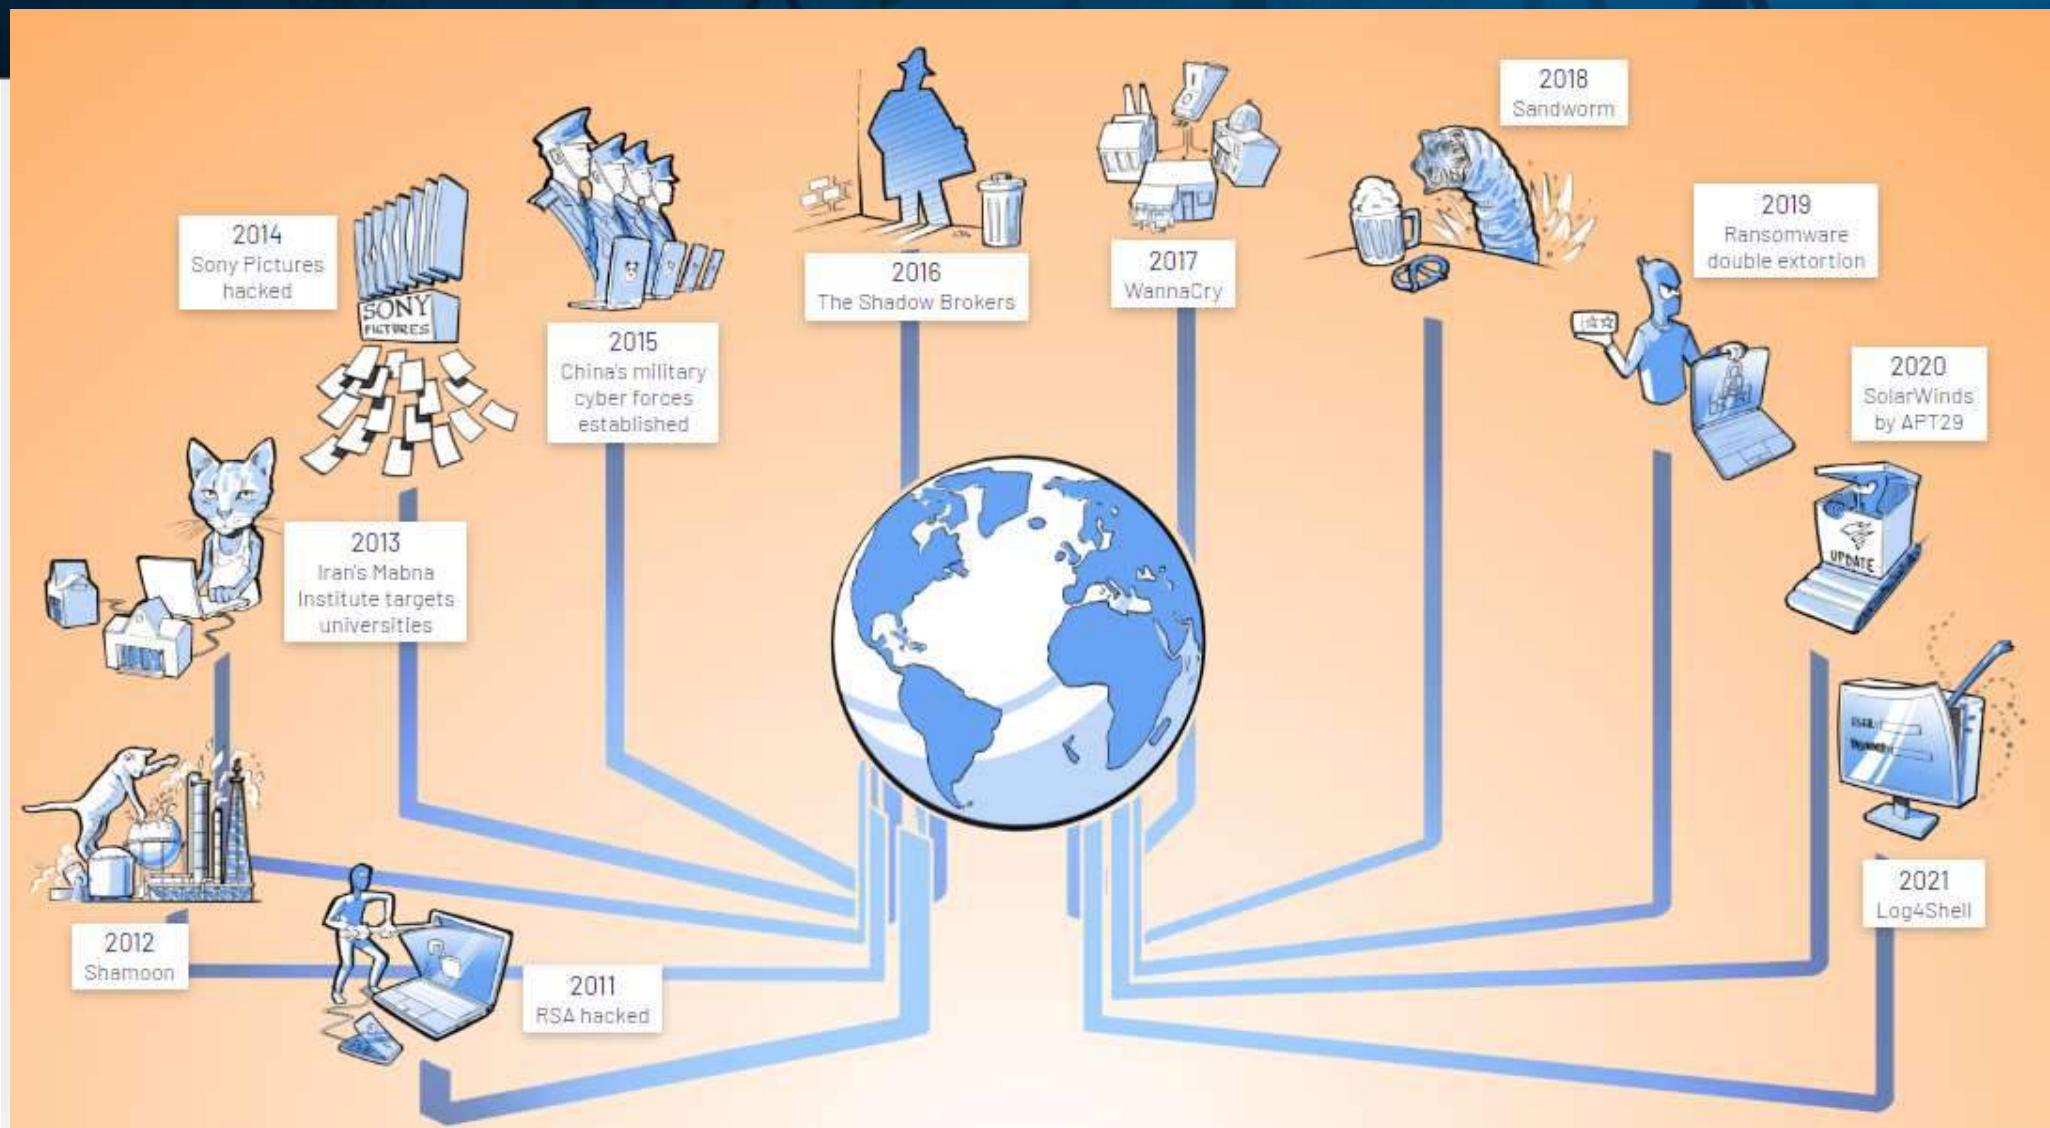 2014
Sony Pictures
hacked
SONY
PICTURES
2015
China's military
cyber forces
established
2016
The Shadow Brokers
2017
WannaCry
2018
Sandworm
2019
Ransomware
double extortion
2020
SolarWinds
by APT29
UPDATE
2013
Iran's Mabna
Institute targets
universities
2012
Shamoon
2011
RSA hacked
USER:
2021
Log4Shell